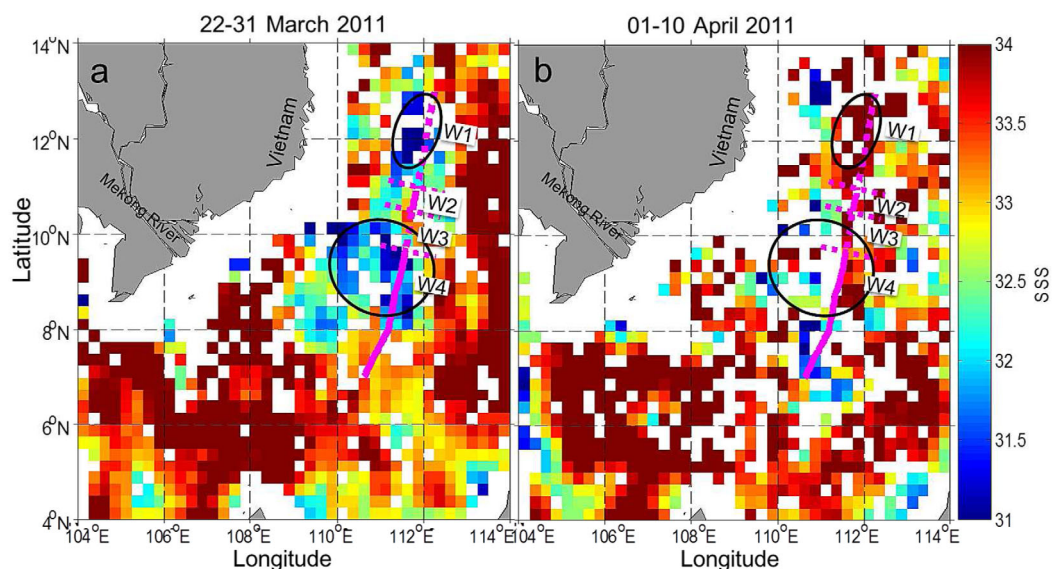 22-31 March 2011
01-10 April 2011
14°N
12°N
10°N
8°N
6°N
4°N
Latitude
a
Vietnam
Mekong River
W1
W2
W3
W4
104°E
106°E
108°E
110°E
112°E
114°E
Longitude
b
Vietnam
Mekong River
W1
W2
W3
W4
104°E
106°E
108°E
110°E
112°E
114°E
Longitude
34
33.5
33
32.5
32
31.5
31
SSS